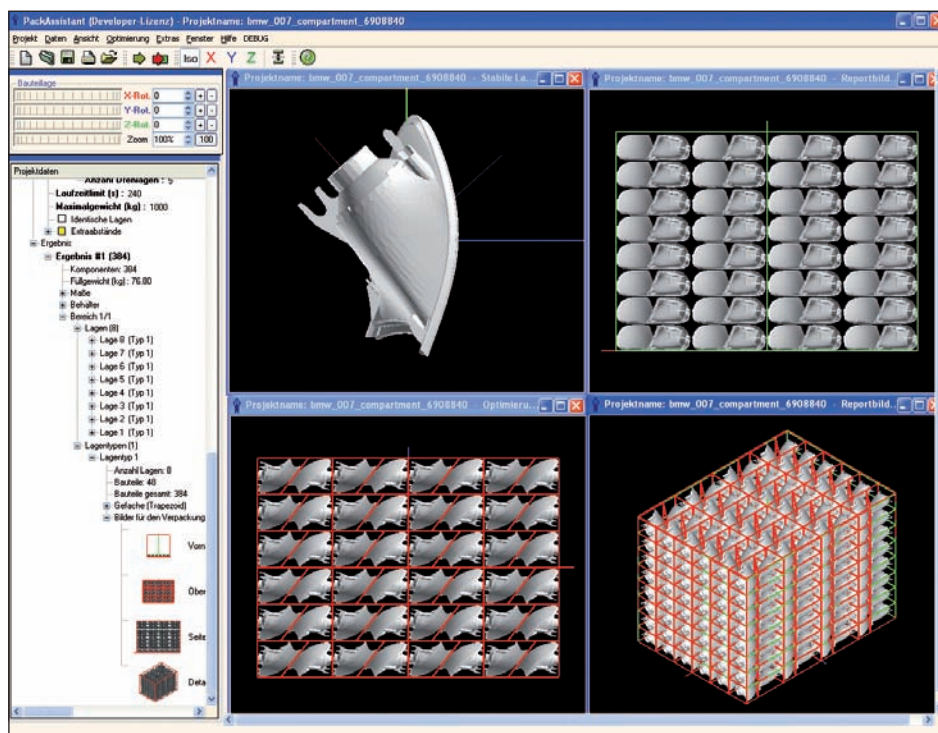 PackAssistant (Developer-Lizenz) - Projektname: bmw_007_compartment_6908840
Projekt Daten Ansicht Optimierung Extras Fenster Hilfe DEBUG
Iso X Y Z
Bauteillage
X-Rot. 0 + -
Y-Rot. 0 + -
Z-Rot. 0 + -
Zoom 100% 100
Projektdaten
Anzahl Drehlagen : 5
Laufzeitlimit (s) : 240
Maximalgewicht (kg) : 1000
Identische Lagen
Extraabstände
Ergebnis
Ergebnis #1 (384)
Komponenten: 384
Füllgewicht (kg) : 76.80
Maße
Behälter
Bereich 1/1
Lagen (8)
Lage 8 (Typ 1)
Lage 7 (Typ 1)
Lage 6 (Typ 1)
Lage 5 (Typ 1)
Lage 4 (Typ 1)
Lage 3 (Typ 1)
Lage 2 (Typ 1)
Lage 1 (Typ 1)
Lagentypen (1)
Lagentyp 1
Anzahl Lagen: 8
Bauteile: 48
Bauteile gesamt: 384
Gefache (Trapezoid)
Bilder für den Verpackung
Vorn
Ober
Seite
Deta
Projektname: bmw_007_compartment_6908840 - Stabile La...
Projektname: bmw_007_compartment_6908840 - Reportbild...
Projektname: bmw_007_compartment_6908840 - Optimieru...
Projektname: bmw_007_compartment_6908840 - Reportbild...